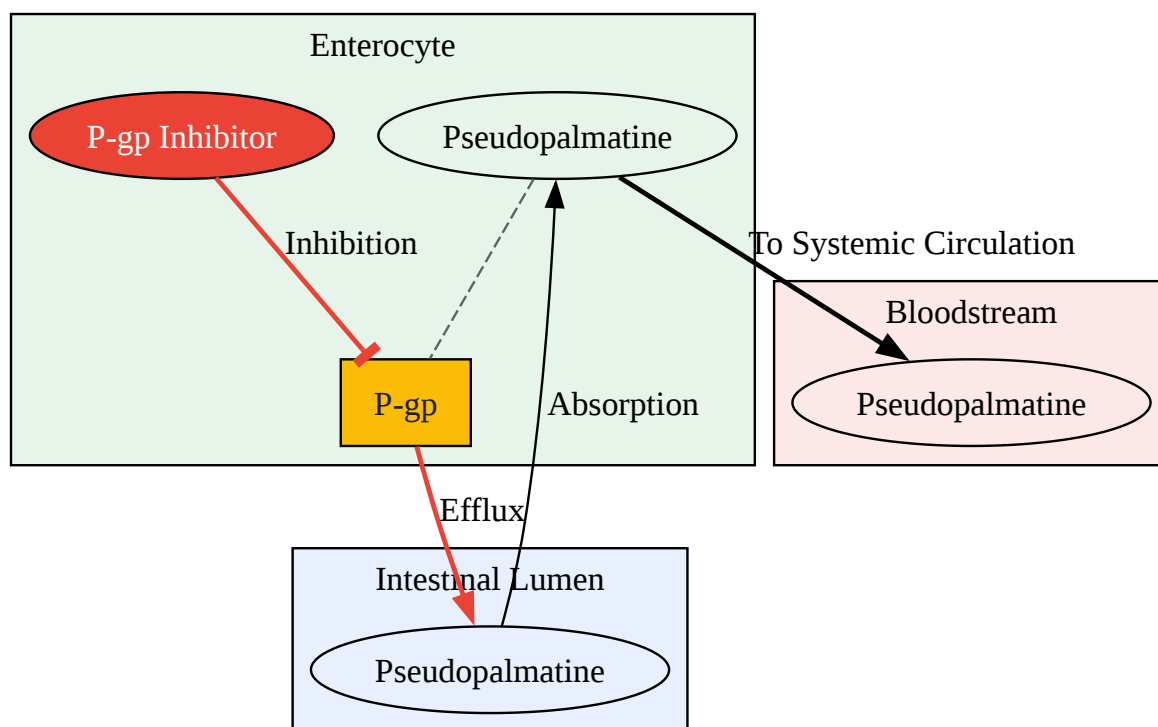 Enterocyte
P-gp Inhibitor
Pseudopalmatine
Inhibition
To Systemic Circulation
Bloodstream
P-gp
Absorption
Pseudopalmatine
Efflux
Intestinal Lumen
Pseudopalmatine